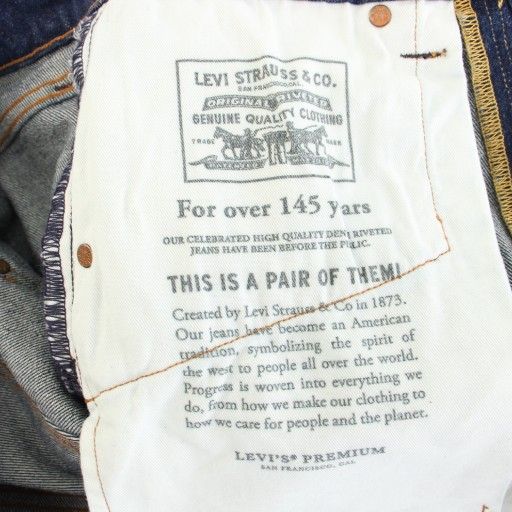 LEVI STRAUSS & CO.
SAN FRANCISCO, CAL.
ORIGINAL RIVETED
GENUINE QUALITY CLOTHING
TRADE MARK
For over 145 yars
OUR CELEBRATED HIGH QUALITY DENI RIVETED
JEANS HAVE BEEN BEFORE THE PULIC.
THIS IS A PAIR OF THEM!
Created by Levi Strauss & Co in 1873.
Our jeans have become an American
tradition, symbolizing the spirit of
the west to people all over the world.
Progress is woven into everything we
do, from how we make our clothing to
how we care for people and the planet.
LEVI'S® PREMIUM
SAN FRANCISCO, CAL